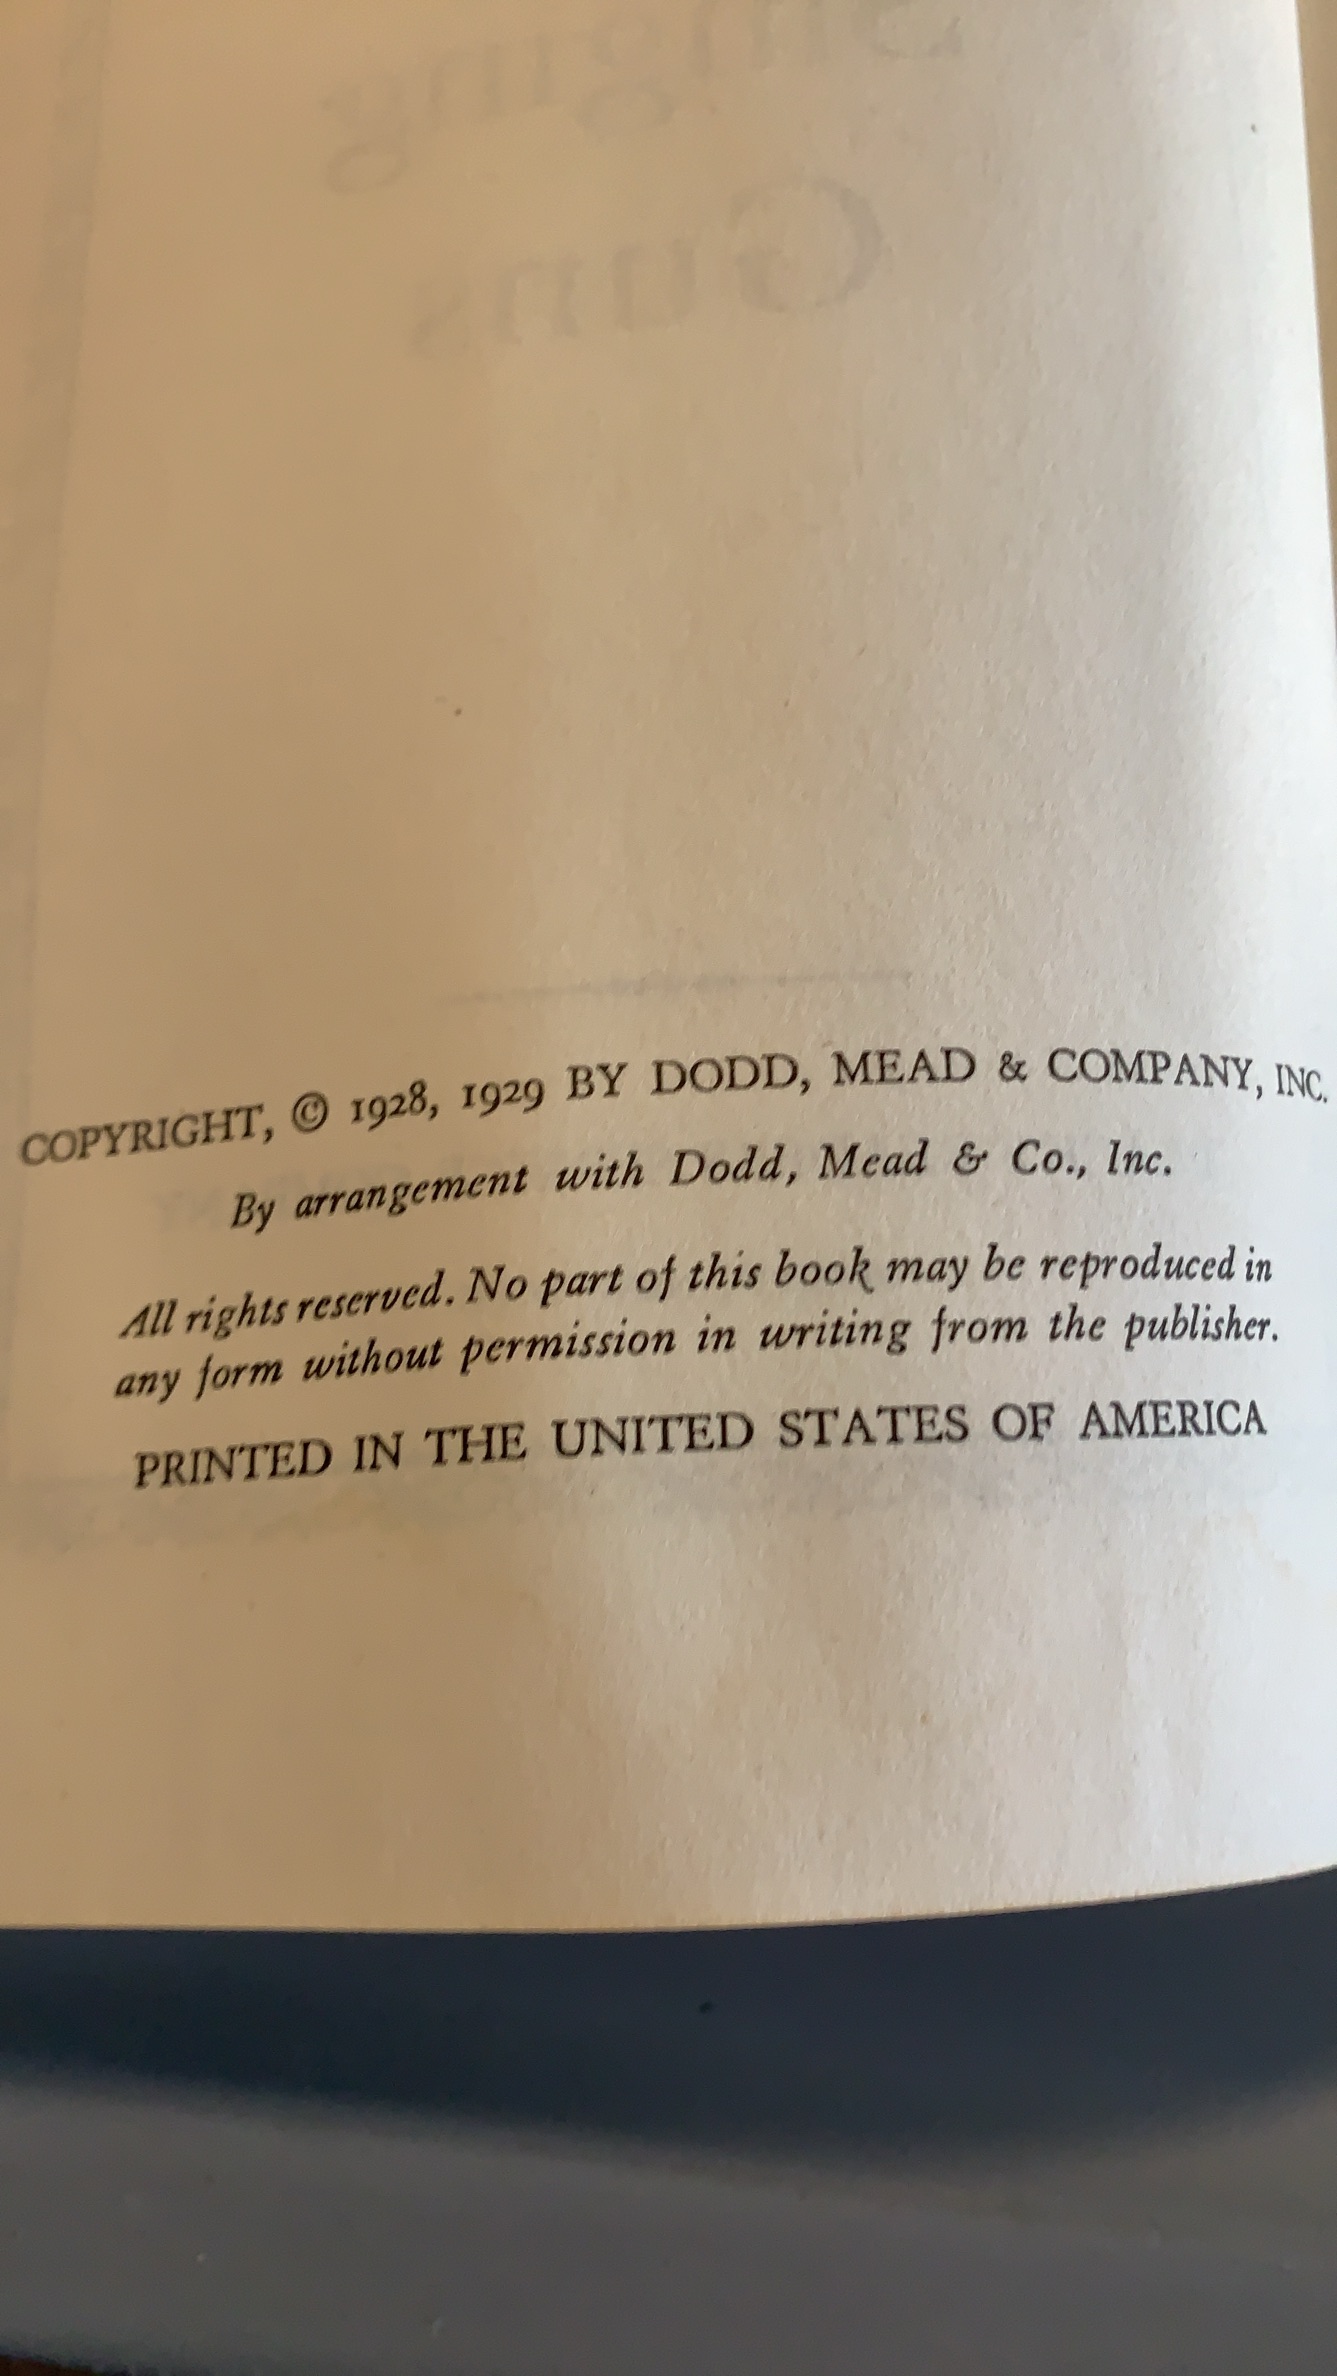 Singing
Guns
COPYRIGHT, © 1928, 1929 BY DODD, MEAD & COMPANY, INC.
By arrangement with Dodd, Mead & Co., Inc.
All rights reserved. No part of this book may be reproduced in
any form without permission in writing from the publisher.
PRINTED IN THE UNITED STATES OF AMERICA